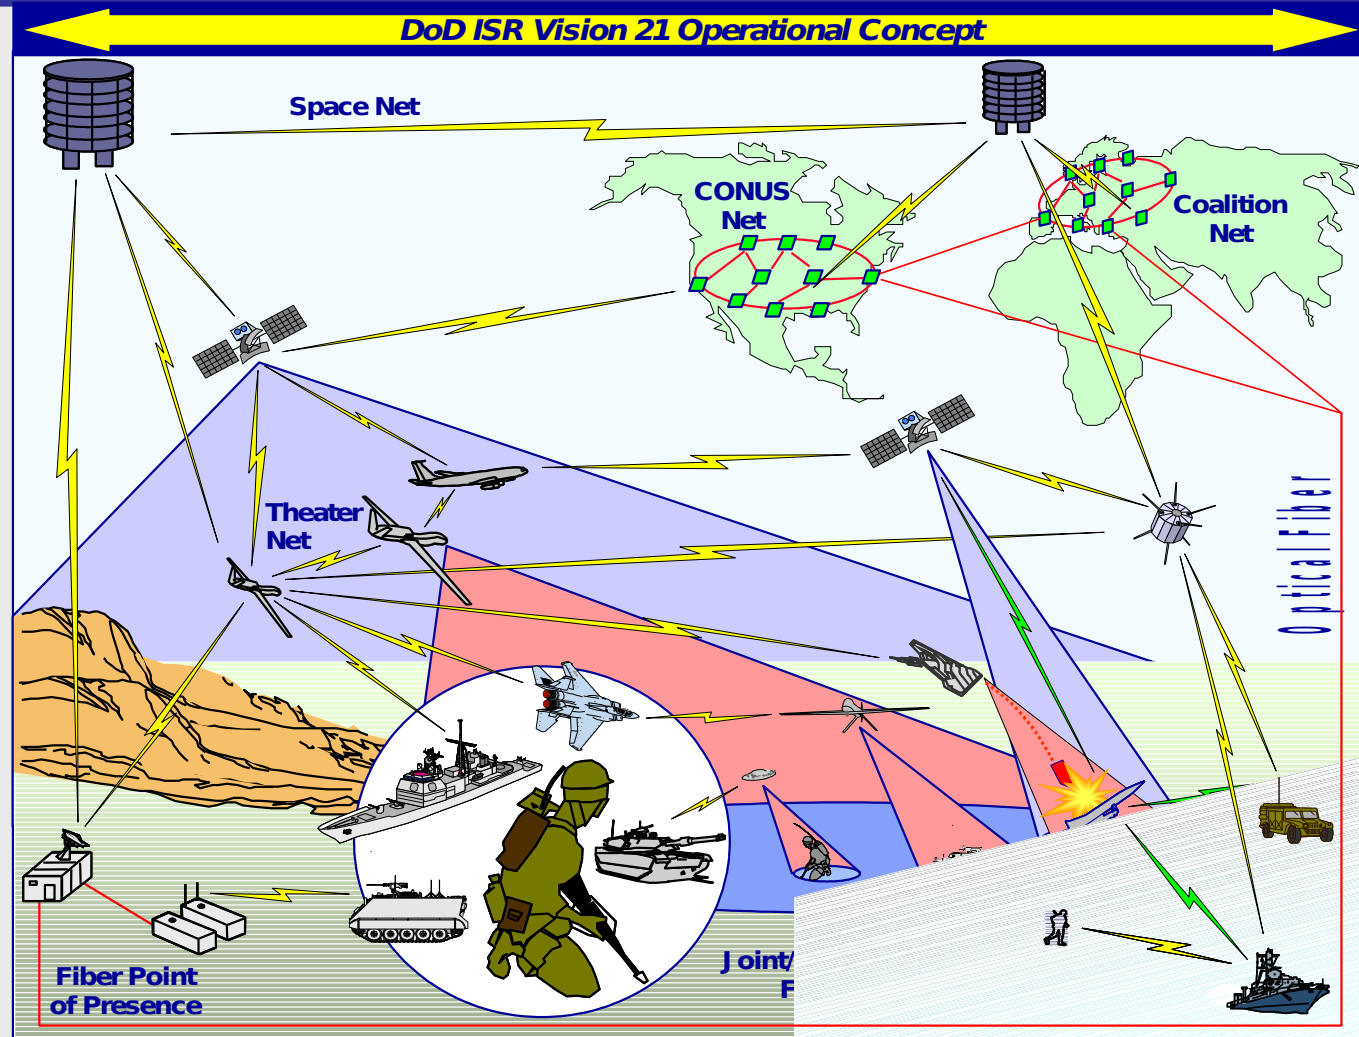 DoD ISR Vision 21 Operational Concept
Space Net
CONUS
Net
Coalition
Net
Theater
Net
Optical Fiber
Fiber Point
of Presence
Joint/
F